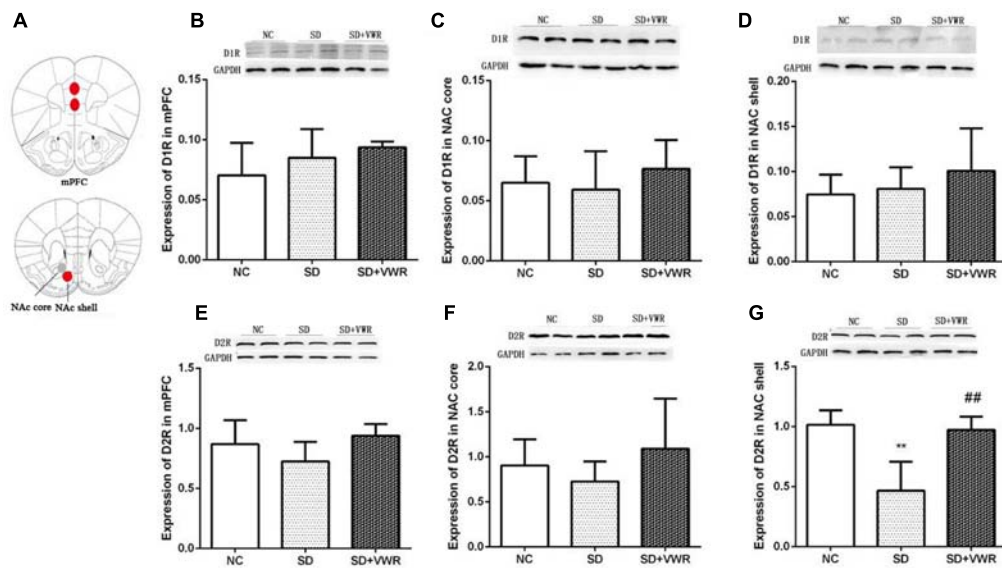 A
mPFC
NAc core NAc shell
B
NC SD SD+VWR
D1R
GAPDH
Expression of D1R in mPFC
0.15
0.10
0.05
0.00
NC SD SD+VWR
C
NC SD SD+VWR
D1R
GAPDH
Expression of D1R in NAC core
0.15
0.10
0.05
0.00
NC SD SD+VWR
D
NC SD SD+VWR
D1R
GAPDH
Expression of D1R in NAC shell
0.20
0.15
0.10
0.05
0.00
NC SD SD+VWR
E
NC SD SD+VWR
D2R
GAPDH
Expression of D2R in mPFC
1.5
1.0
0.5
0.0
NC SD SD+VWR
F
NC SD SD+VWR
D2R
GAPDH
Expression of D2R in NAC core
2.0
1.5
1.0
0.5
0.0
NC SD SD+VWR
G
NC SD SD+VWR
D2R
GAPDH
Expression of D2R in NAC shell
1.5
1.0
0.5
0.0
**
##
NC SD SD+VWR